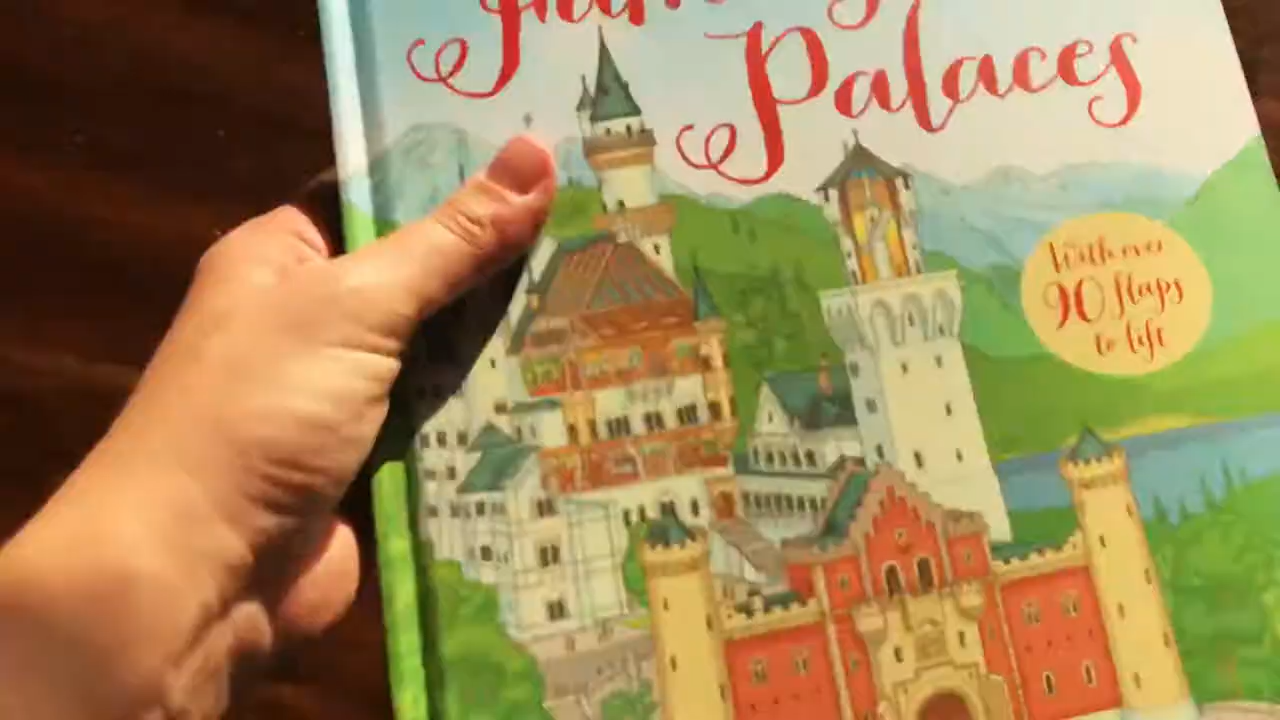 Palaces
With over
90 flaps
to lift